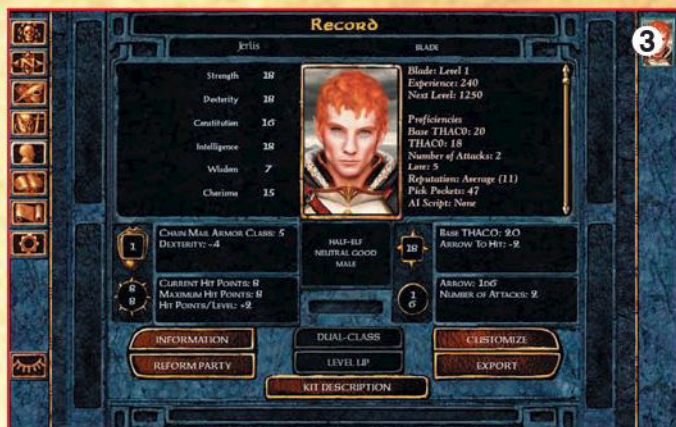 Record
Jerlis
BLADE
3
Strength 18
Dexterity 18
Constitution 16
Intelligence 18
Wisdom 7
Charisma 15
Blade: Level 1
Experience: 240
Next Level: 1250
Proficiencies
Base THAC0: 20
THAC0: 18
Number of Attacks: 2
Lore: 5
Reputation: Average (11)
Pick Pockets: 47
AI Script: None
1
Chain Mail Armor Class: 5
Dexterity: -4
HALF-ELF
NEUTRAL GOOD
MALE
18
Base THAC0: 20
Arrow To Hit: -2
8
8
Current Hit Points: 8
Maximum Hit Points: 8
Hit Points/Level: +2
1
6
Arrow: 1d6
Number of Attacks: 2
INFORMATION
DUAL-CLASS
CUSTOMIZE
REFORM PARTY
LEVEL UP
EXPORT
KIT DESCRIPTION